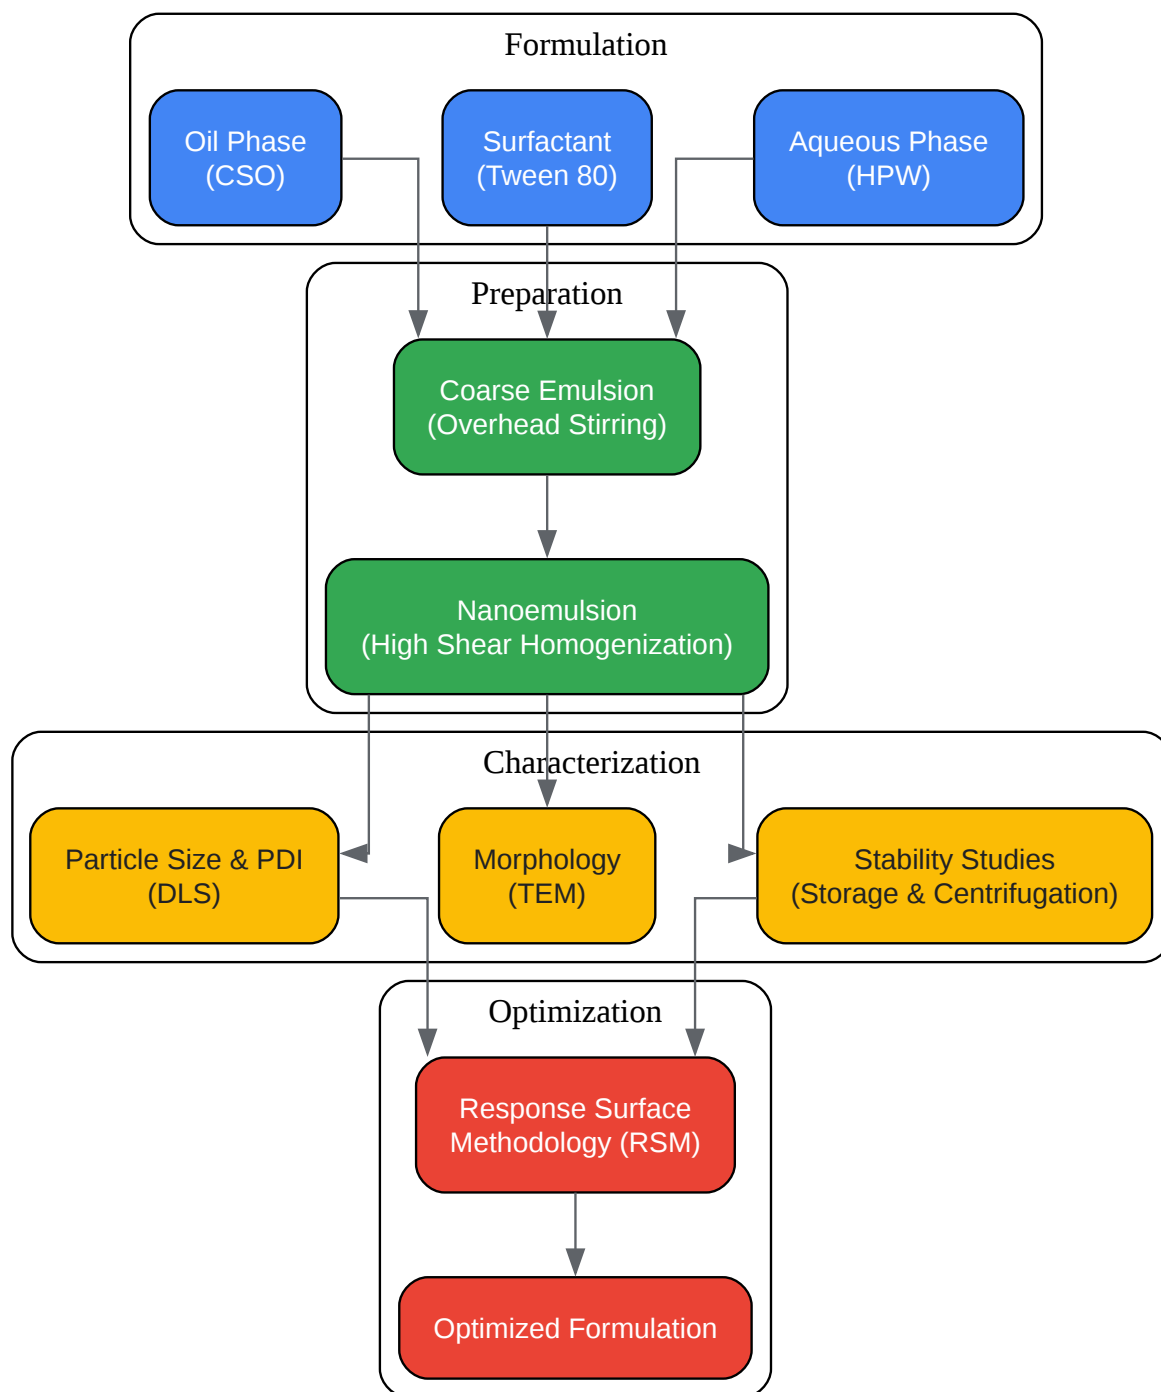 Formulation
Oil Phase
(CSO)
Surfactant
(Tween 80)
Aqueous Phase
(HPW)
Preparation
Coarse Emulsion
(Overhead Stirring)
Nanoemulsion
(High Shear Homogenization)
Characterization
Particle Size & PDI
(DLS)
Morphology
(TEM)
Stability Studies
(Storage & Centrifugation)
Optimization
Response Surface
Methodology (RSM)
Optimized Formulation